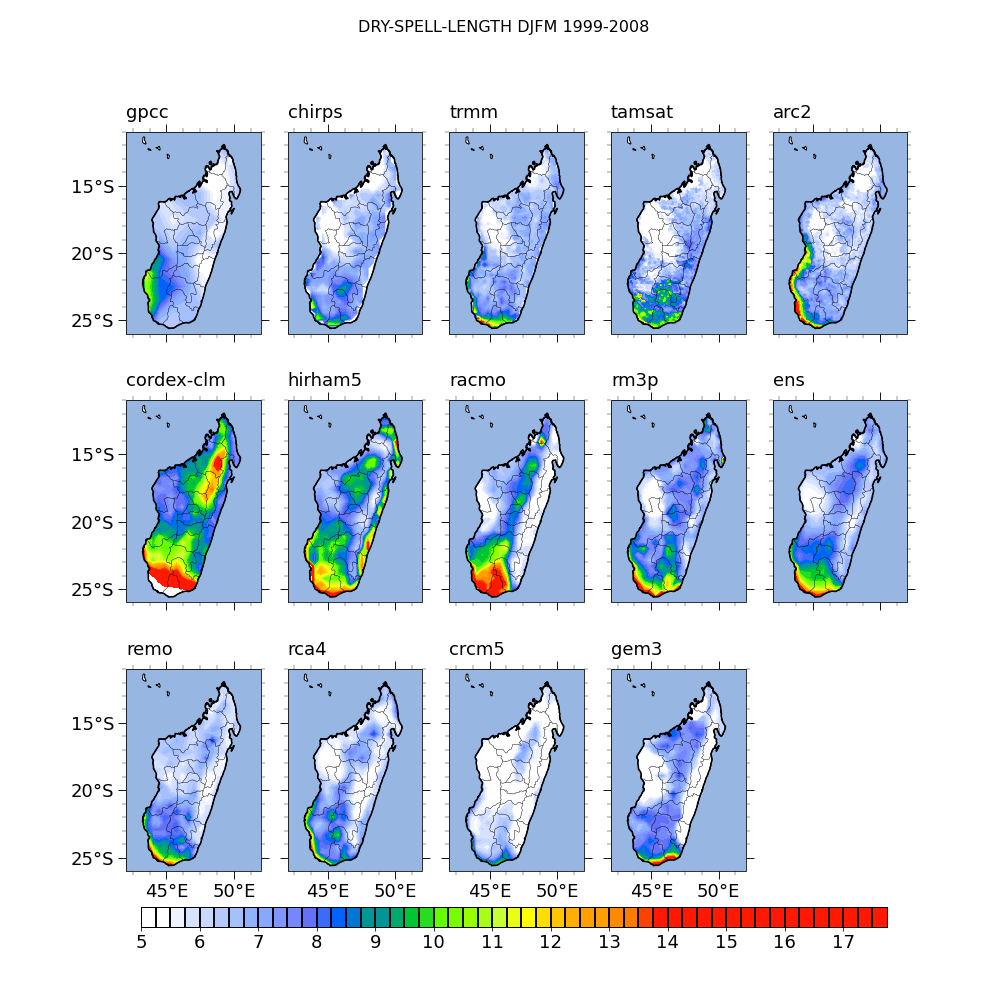 DRY-SPELL-LENGTH DJFM 1999-2008
gpcc chirps trmm tamsat arc2
15°S
20°S
25°S
cordex-clm hirham5 racmo rm3p ens
15°S
20°S
25°S
remo rca4 crcm5 gem3
15°S
20°S
25°S
45°E 50°E 45°E 50°E 45°E 50°E 45°E 50°E
5 6 7 8 9 10 11 12 13 14 15 16 17